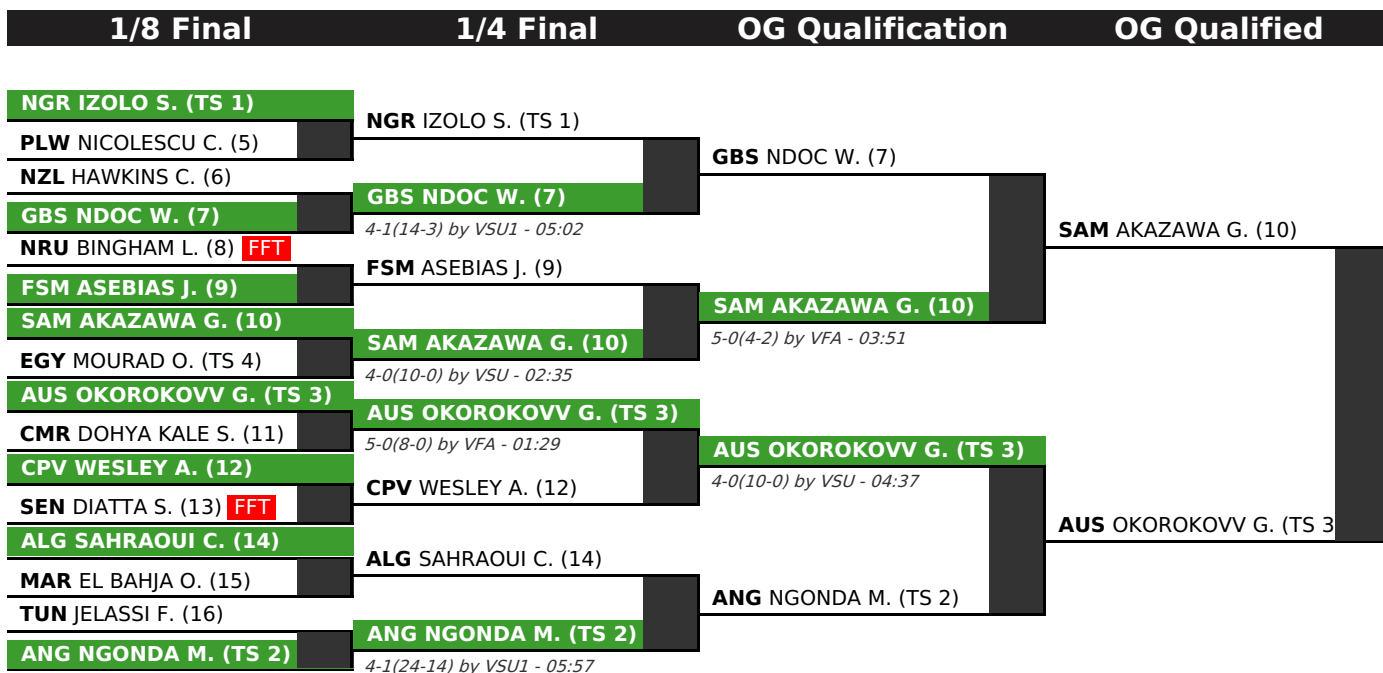 1/8 Final
1/4 Final
OG Qualification
OG Qualified
NGR IZOLO S. (TS 1)
PLW NICOLESCU C. (5)
NZL HAWKINS C. (6)
GBS NDOC W. (7)
NRU BINGHAM L. (8) FFT
FSM ASEBIAS J. (9)
SAM AKAZAWA G. (10)
EGY MOURAD O. (TS 4)
AUS OKOROKOVV G. (TS 3)
CMR DOHYA KALE S. (11)
CPV WESLEY A. (12)
SEN DIATTA S. (13) FFT
ALG SAHRAOUI C. (14)
MAR EL BAHJA O. (15)
TUN JELASSI F. (16)
ANG NGONDA M. (TS 2)
NGR IZOLO S. (TS 1)
GBS NDOC W. (7)
4-1(14-3) by VSU1 - 05:02
FSM ASEBIAS J. (9)
SAM AKAZAWA G. (10)
4-0(10-0) by VSU - 02:35
AUS OKOROKOVV G. (TS 3)
5-0(8-0) by VFA - 01:29
CPV WESLEY A. (12)
ALG SAHRAOUI C. (14)
ANG NGONDA M. (TS 2)
4-1(24-14) by VSU1 - 05:57
GBS NDOC W. (7)
SAM AKAZAWA G. (10)
5-0(4-2) by VFA - 03:51
AUS OKOROKOVV G. (TS 3)
4-0(10-0) by VSU - 04:37
ANG NGONDA M. (TS 2)
SAM AKAZAWA G. (10)
AUS OKOROKOVV G. (TS 3